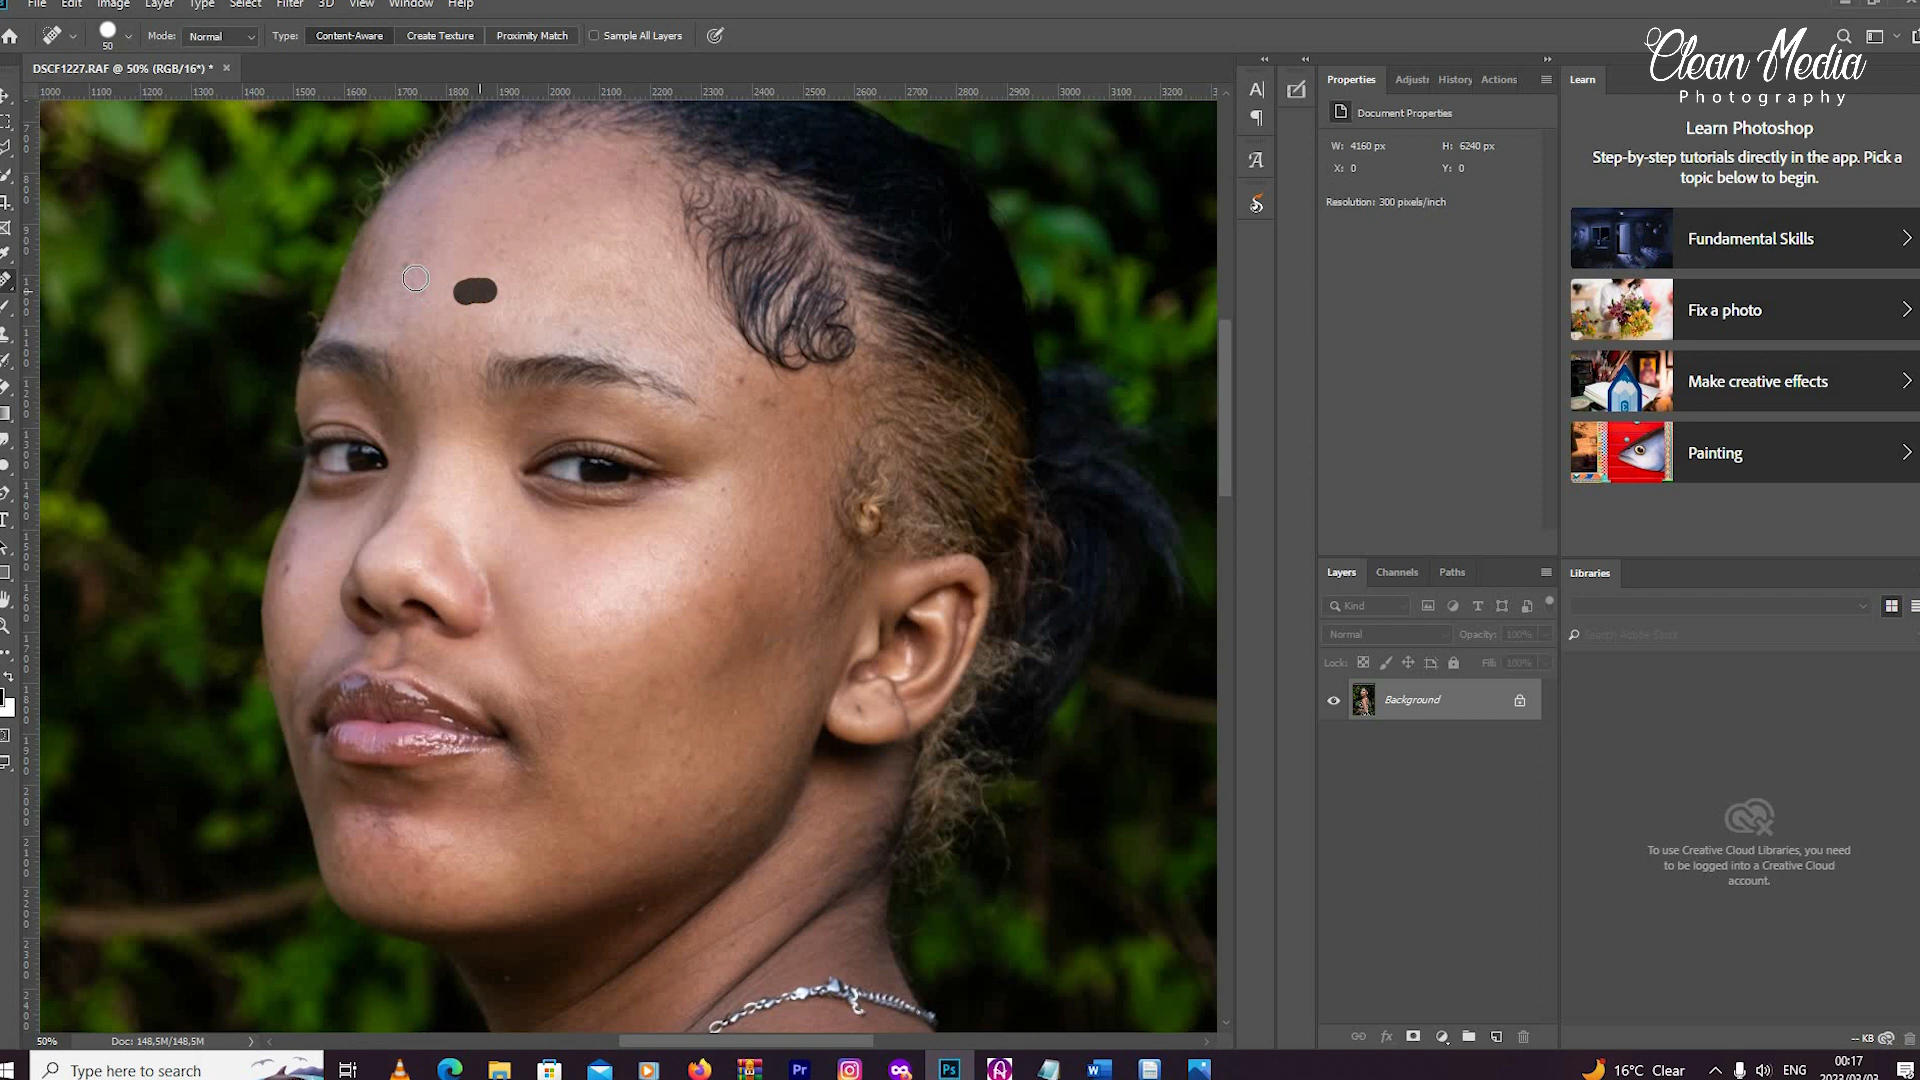 File Edit Image Layer Type Select Filter 3D View Window Help
50 Mode: Normal Type: Content-Aware Create Texture Proximity Match Sample All Layers
Clean Media
Photography
DSCF1227.RAF @ 50% (RGB/16*) * ×
1000 1100 1200 1300 1400 1500 1600 1700 1800 1900 2000 2100 2200 2300 2400 2500 2600 2700 2800 2900 3000 3100 3200
Properties Adjustr History Actions
Document Properties
W: 4160 px H: 6240 px
X: 0 Y: 0
Resolution: 300 pixels/inch
Learn
Learn Photoshop
Step-by-step tutorials directly in the app. Pick a
topic below to begin.
Fundamental Skills
Fix a photo
Make creative effects
Painting
Layers Channels Paths
Kind
Normal Opacity: 100%
Lock: Fill: 100%
Background
Libraries
Search Adobe Stock
To use Creative Cloud Libraries, you need
to be logged into a Creative Cloud
account.
-- KB
50% Doc: 148,5M/148,5M
Type here to search
Pr
Ps
16°C Clear
ENG
00:17
2023/03/03